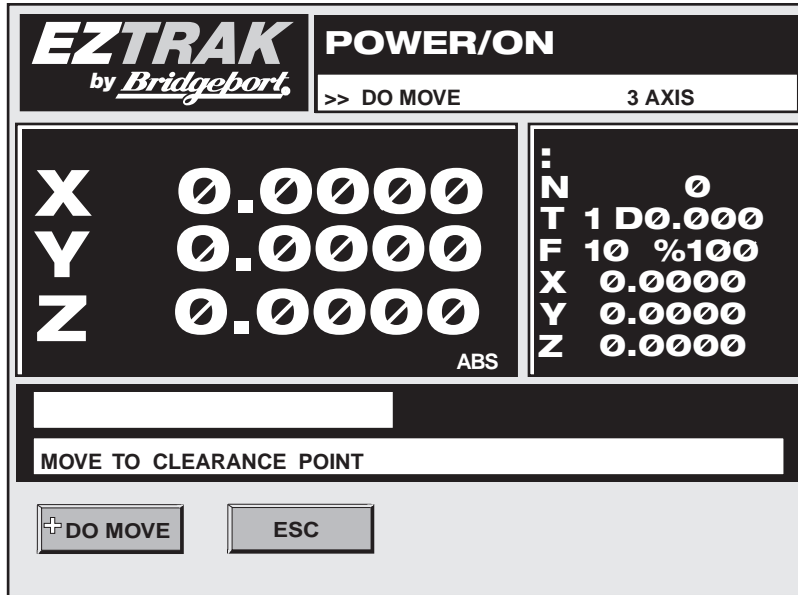 EZTRAK
by Bridgeport
POWER/ON
>> DO MOVE 3 AXIS
X 0.0000
Y 0.0000
Z 0.0000
ABS
:
N 0
T 1 D0.000
F 10 %100
X 0.0000
Y 0.0000
Z 0.0000
MOVE TO CLEARANCE POINT
DO MOVE
ESC